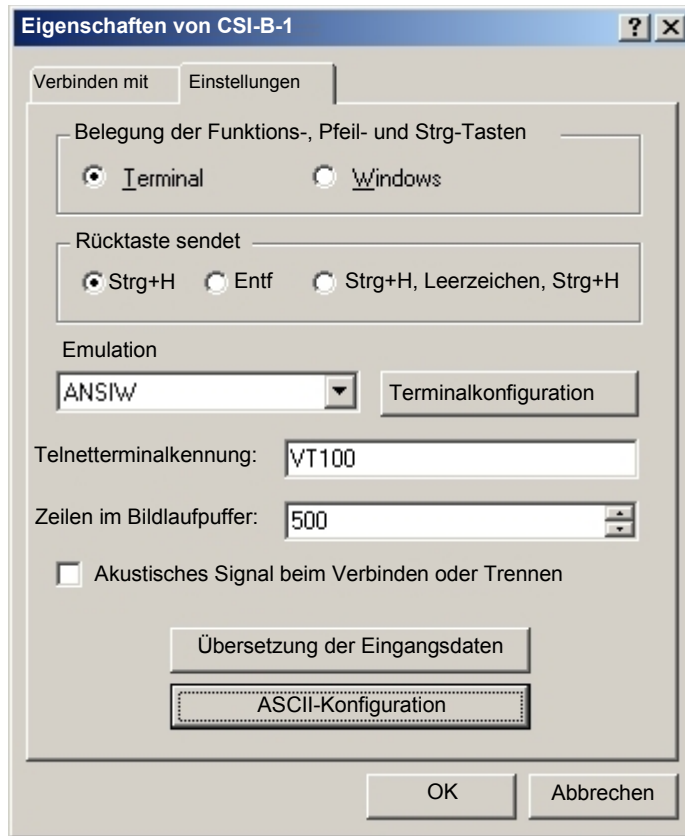 Eigenschaften von CSI-B-1
Verbinden mit Einstellungen
Belegung der Funktions-, Pfeil- und Strg-Tasten
Terminal Windows
Rücktaste sendet
Strg+H Entf Strg+H, Leerzeichen, Strg+H
Emulation
ANSIW Terminalkonfiguration
Telnetterminalkennung: VT100
Zeilen im Bildlaufpuffer: 500
Akustisches Signal beim Verbinden oder Trennen
Übersetzung der Eingangsdaten
ASCII-Konfiguration
OK Abbrechen